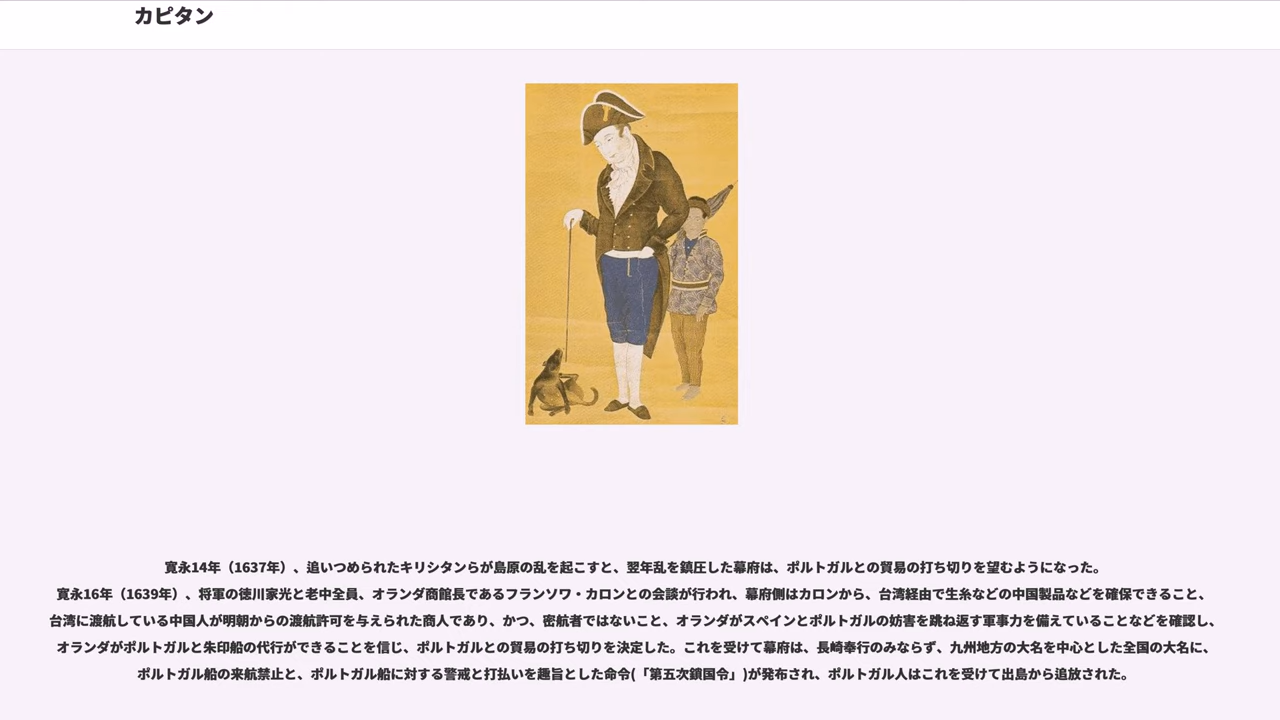 カピタン
寛永14年（1637年）、追いつめられたキリシタンらが島原の乱を起こすと、翌年乱を鎮圧した幕府は、ポルトガルとの貿易の打ち切りを望むようになった。
寛永16年（1639年）、将軍の徳川家光と老中全員、オランダ商館長であるフランソワ・カロンとの会談が行われ、幕府側はカロンから、台湾経由で生糸などの中国製品などを確保できること、
台湾に渡航している中国人が明朝からの渡航許可を与えられた商人であり、かつ、密航者ではないこと、オランダがスペインとポルトガルの妨害を跳ね返す軍事力を備えていることなどを確認し、
オランダがポルトガルと朱印船の代行ができることを信じ、ポルトガルとの貿易の打ち切りを決定した。これを受けて幕府は、長崎奉行のみならず、九州地方の大名を中心とした全国の大名に、
ポルトガル船の来航禁止と、ポルトガル船に対する警戒と打払いを趣旨とした命令(「第五次鎖国令」)が発布され、ポルトガル人はこれを受けて出島から追放された。